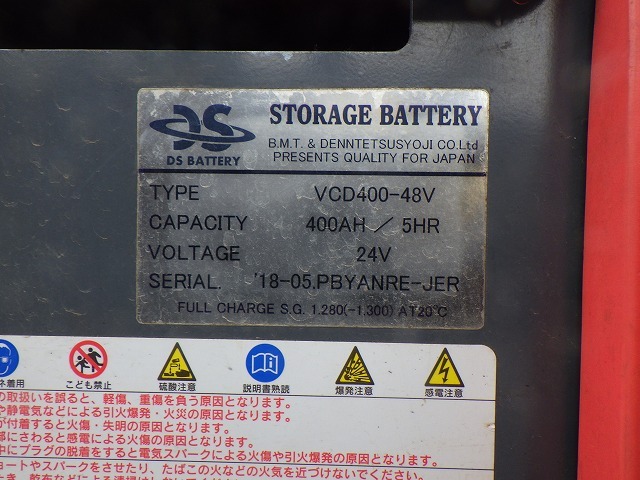 DS
DS BATTERY
STORAGE BATTERY
B.M.T. & DENNTETSUSYOJI CO.Ltd
PRESENTS QUALITY FOR JAPAN
TYPE VCD400-48V
CAPACITY 400AH ／ 5HR
VOLTAGE 24V
SERIAL. '18-05.PBYANRE-JER
FULL CHARGE S.G. 1.280(-1.300) AT20℃
ネ着用 こども禁止 硫酸注意 説明書熟読 爆発注意 感電注意
の取扱いを誤ると、軽傷、重傷を負う原因となります。
や静電気などによる引火爆発・火災の原因となります。
が付着すると火傷・失明の原因となります。
部にさわると感電による火傷の原因となります。
中にプラグの脱着をすると電気スパークによる火傷や引火爆発の原因となります。
ョートやスパークをさせたり、たばこの火などの火気を近づけないでください。